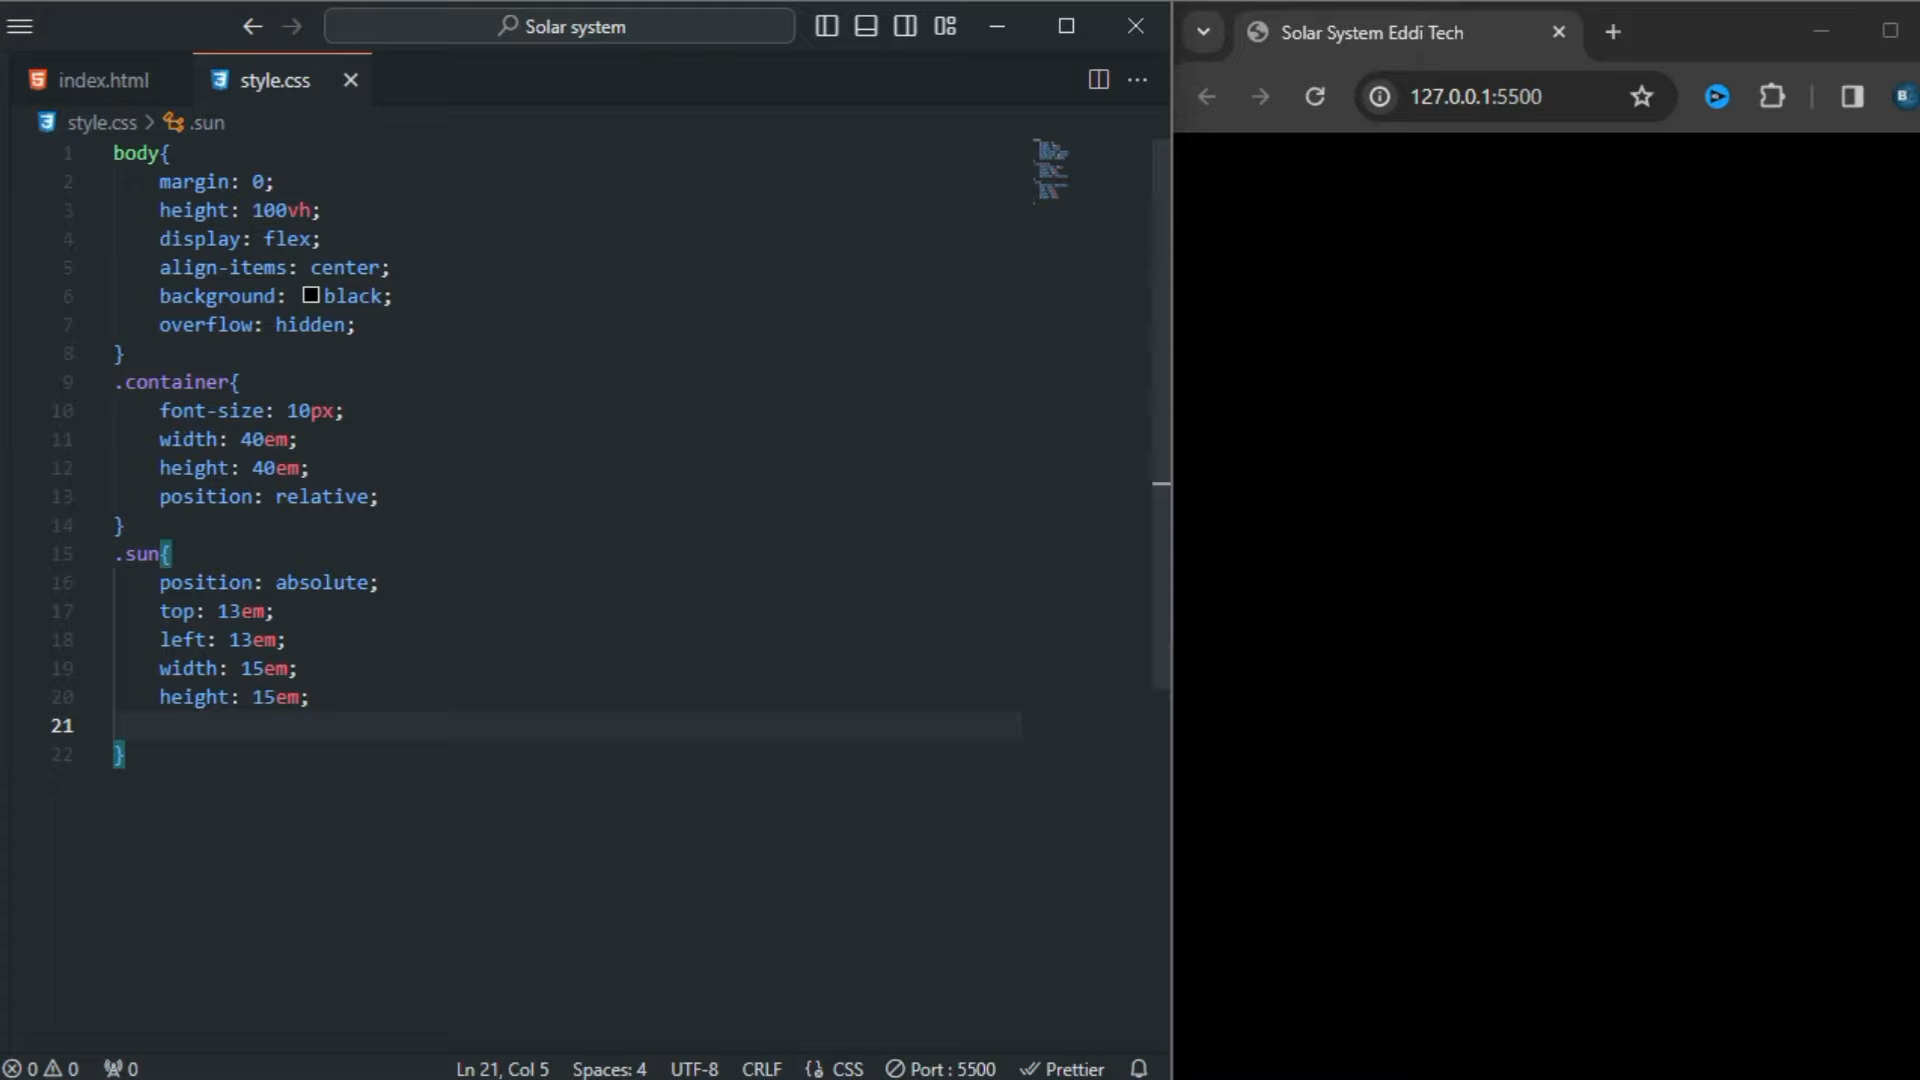 Solar system
index.html
style.css
style.css > .sun
1 body{
2 margin: 0;
3 height: 100vh;
4 display: flex;
5 align-items: center;
6 background: black;
7 overflow: hidden;
8 }
9 .container{
10 font-size: 10px;
11 width: 40em;
12 height: 40em;
13 position: relative;
14 }
15 .sun{
16 position: absolute;
17 top: 13em;
18 left: 13em;
19 width: 15em;
20 height: 15em;
21
22 }
0 0 0 Ln 21, Col 5 Spaces: 4 UTF-8 CRLF CSS Port : 5500 Prettier
Solar System Eddi Tech
127.0.0.1:5500